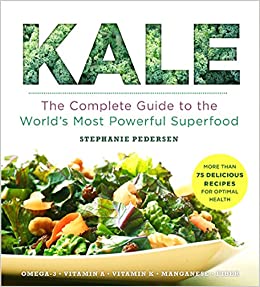 KALE
The Complete Guide to the
World's Most Powerful Superfood
STEPHANIE PEDERSEN
MORE THAN
75 DELICIOUS
RECIPES
FOR OPTIMAL
HEALTH
OMEGA-3 • VITAMIN A • VITAMIN K • MANGANESE • FIBER